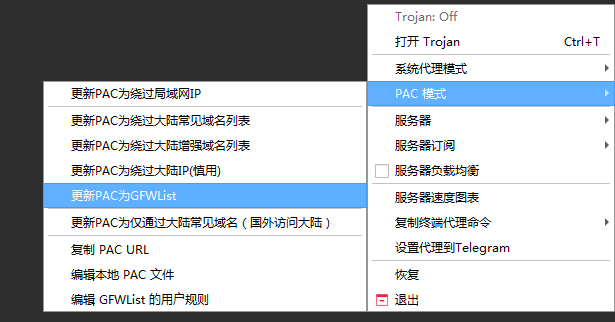 Trojan: Off
打开 Trojan Ctrl+T
系统代理模式
PAC 模式
服务器
服务器订阅
服务器负载均衡
服务器速度图表
复制终端代理命令
设置代理到Telegram
恢复
退出
更新PAC为绕过局域网IP
更新PAC为绕过大陆常见域名列表
更新PAC为绕过大陆增强域名列表
更新PAC为绕过大陆IP(慎用)
更新PAC为GFWList
更新PAC为仅通过大陆常见域名（国外访问大陆）
复制 PAC URL
编辑本地 PAC 文件
编辑 GFWList 的用户规则